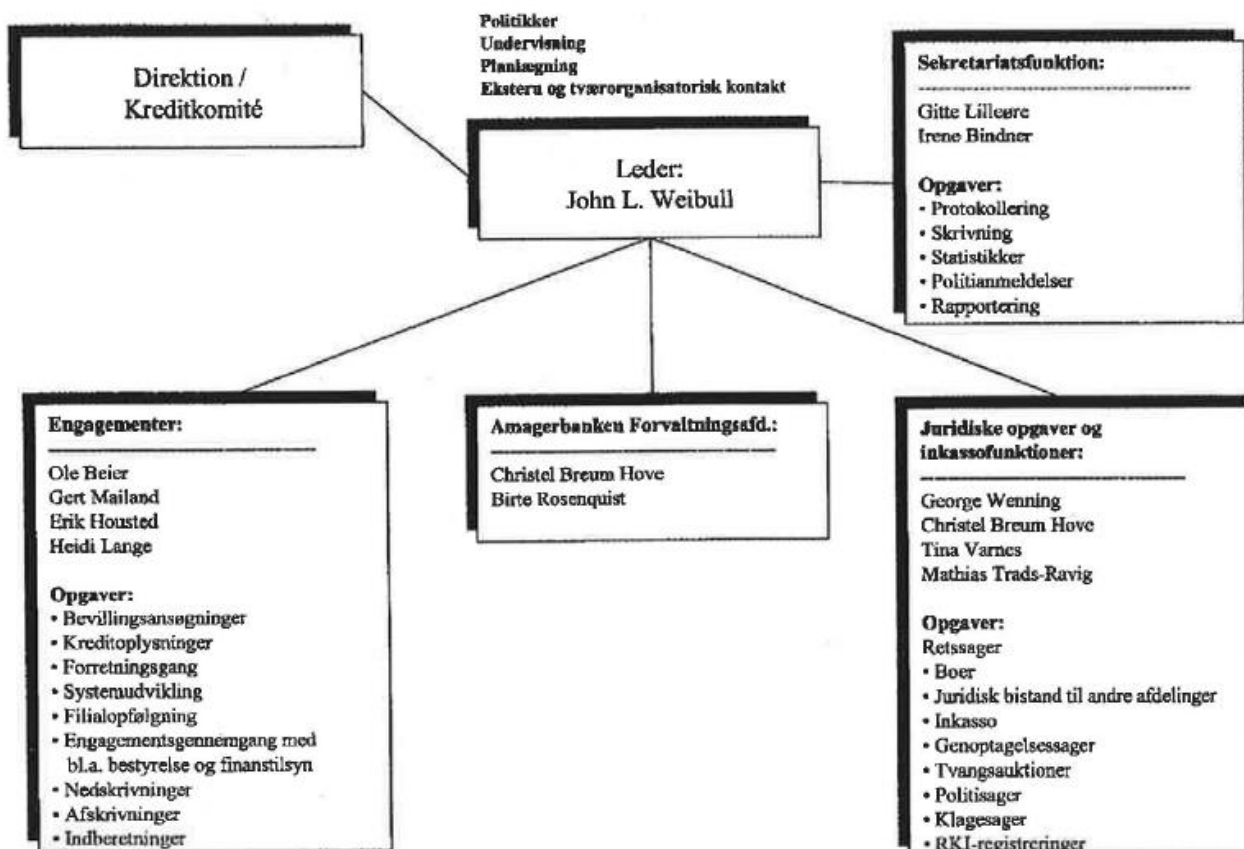 Direktion /
Kreditkomité
Politikker
Undervisning
Planlægning
Ekstern og tværorganisatorisk kontakt
Leder:
John L. Weibull
Sekretariatsfunktion:
Gitte Lilleøre
Irene Bindner
Opgaver:
• Protokollering
• Skrivning
• Statistikker
• Politianmeldelser
• Rapportering
Engagementer:
Ole Beier
Gert Mailand
Erik Housted
Heidi Lange
Opgaver:
• Bevillingsansøgninger
• Kreditoplysninger
• Forretningsgang
• Systemudvikling
• Filialopfølgning
• Engagementsgennemgang med
bl.a. bestyrelse og finanstilsyn
• Nedskrivninger
• Afskrivninger
• Indberetninger
Amagerbanken Forvaltningsafd.:
Christel Breum Hove
Birte Rosenquist
Juridiske opgaver og
inkassofunktioner:
George Wenning
Christel Breum Hove
Tina Varnes
Mathias Trads-Ravig
Opgaver:
Retssager
• Boer
• Juridisk bistand til andre afdelinger
• Inkasso
• Genoptagelsessager
• Tvangsauktioner
• Politisager
• Klagesager
• RKI-registreringer